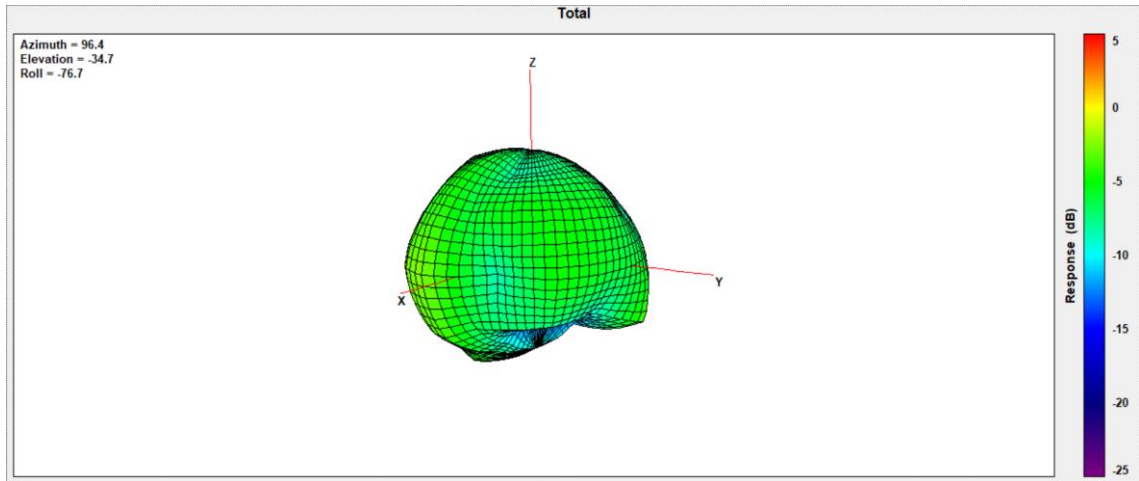 Total
Azimuth = 96.4
Elevation = -34.7
Roll = -76.7
Z
X
Y
5
0
-5
-10
-15
-20
-25
Response (dB)